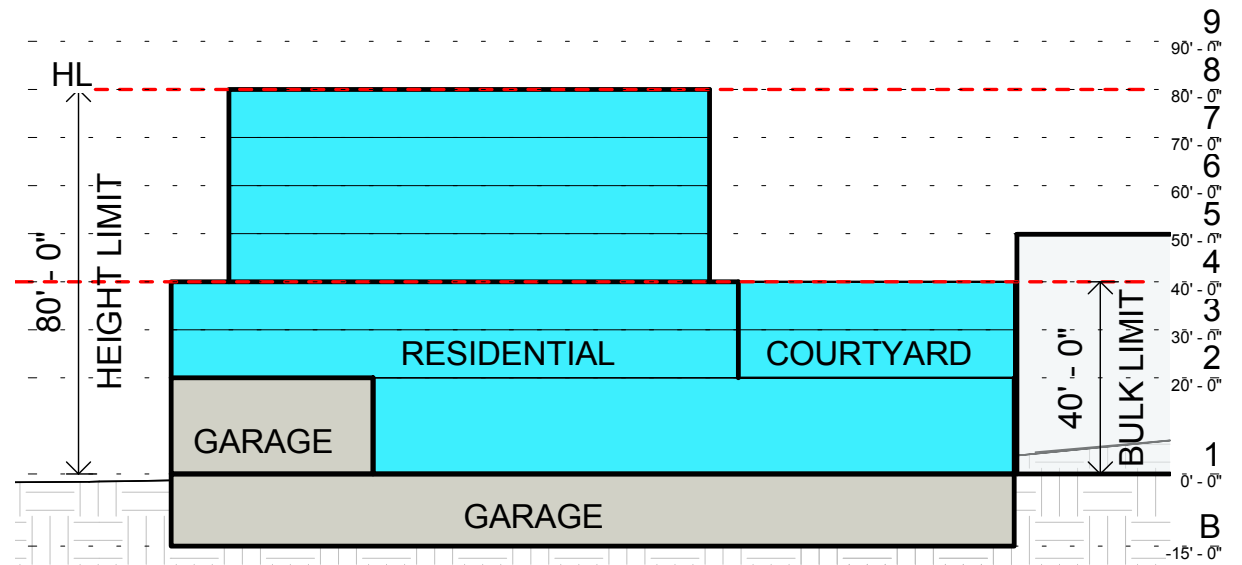 9
90' - 0"
HL
8
80' - 0"
7
70' - 0"
6
60' - 0"
5
50' - 0"
80' - 0"
HEIGHT LIMIT
4
40' - 0"
3
30' - 0"
RESIDENTIAL
COURTYARD
2
20' - 0"
40' - 0"
BULK LIMIT
GARAGE
1
0' - 0"
GARAGE
B
-15' - 0"